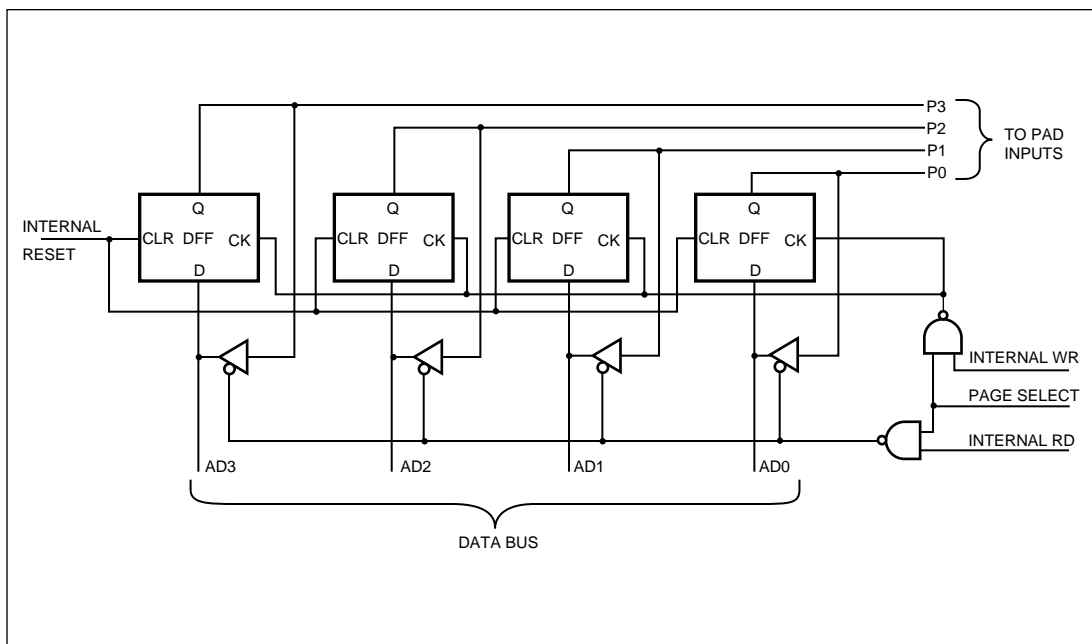 P3
P2
P1
P0
TO PAD
INPUTS
Q
Q
Q
Q
INTERNAL
RESET
CLR DFF CK
CLR DFF CK
CLR DFF CK
CLR DFF CK
D
D
D
D
INTERNAL WR
PAGE SELECT
INTERNAL RD
AD3
AD2
AD1
AD0
DATA BUS